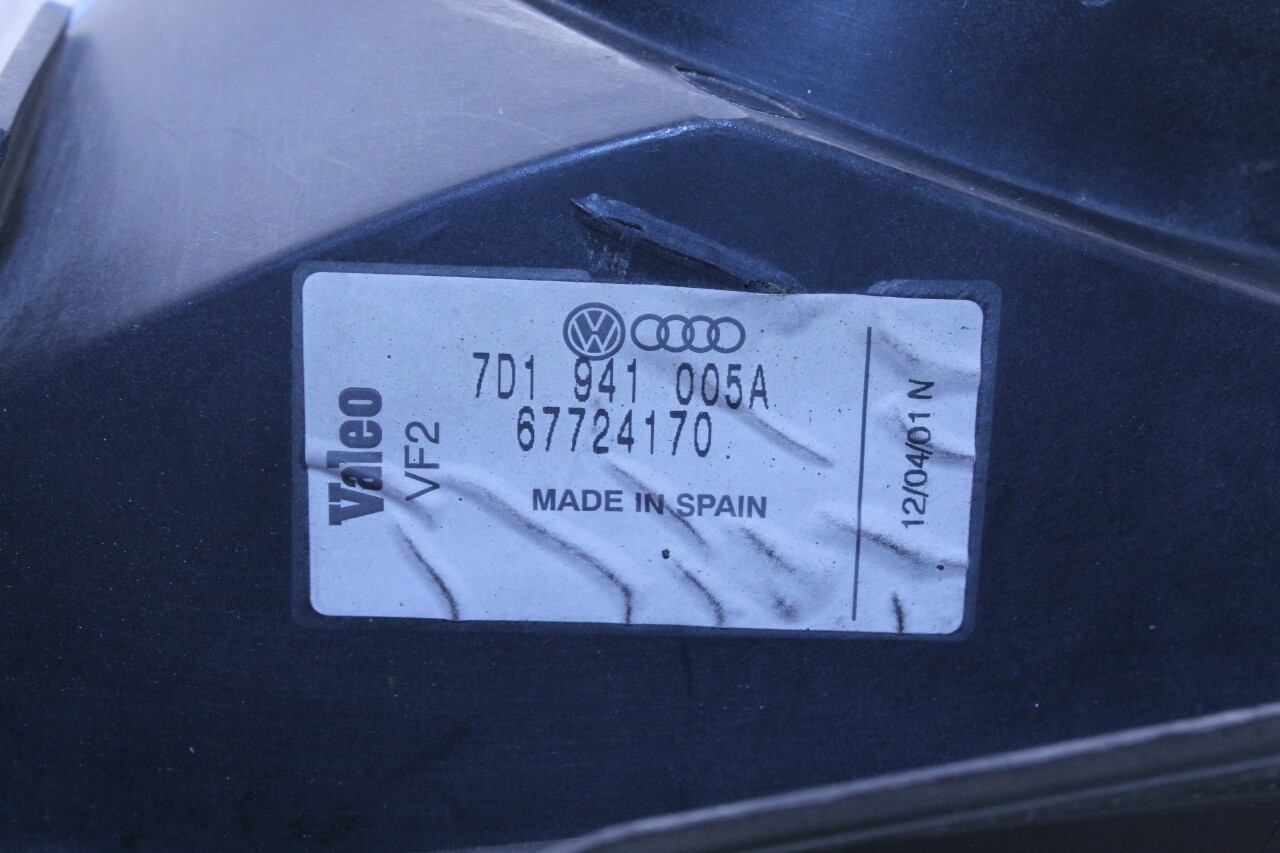 7D1 941 005A
67724170
MADE IN SPAIN
Valeo
VF2
12/04/01 N